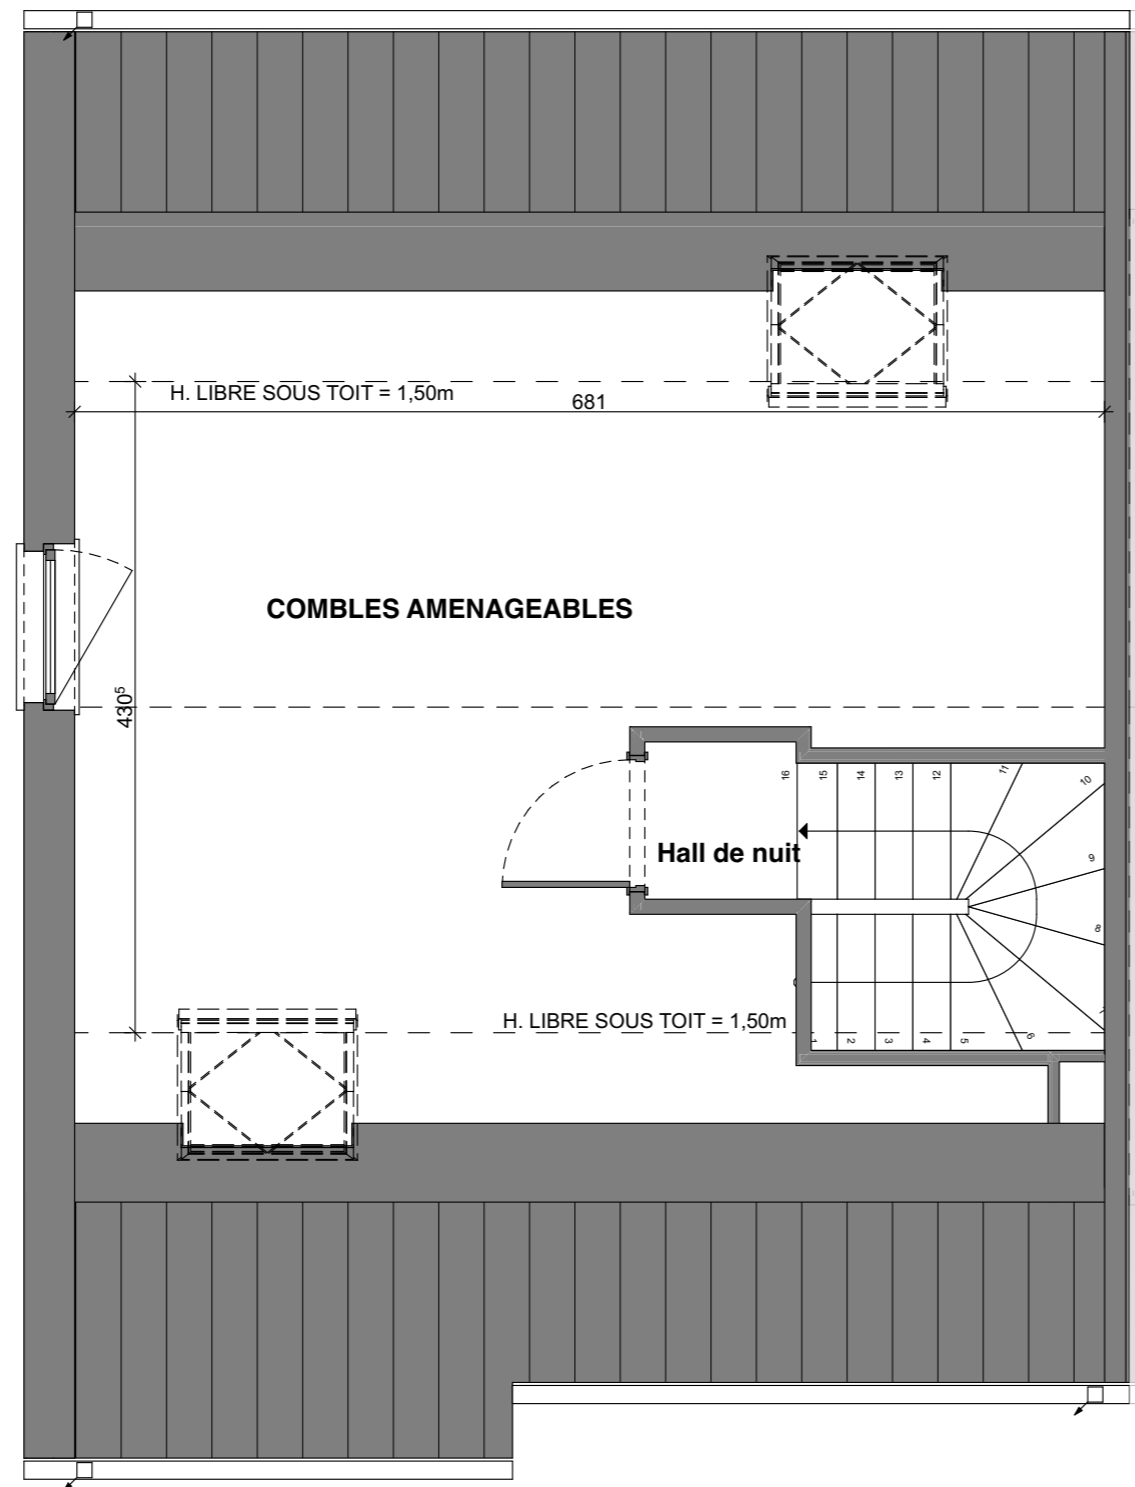 H. LIBRE SOUS TOIT = 1,50m
681
COMBLES AMENAGEABLES
430⁵
16 15 14 13 12 11 10
9
8
7
Hall de nuit
H. LIBRE SOUS TOIT = 1,50m
1 2 3 4 5 6